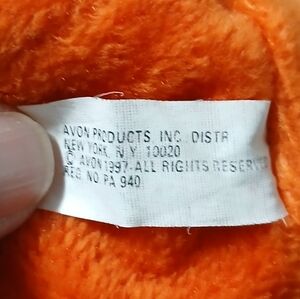 AVON PRODUCTS, INC. DISTR
NEW YORK, N.Y. 10020
© AVON 1997-ALL RIGHTS RESERVED
REG NO. PA 940